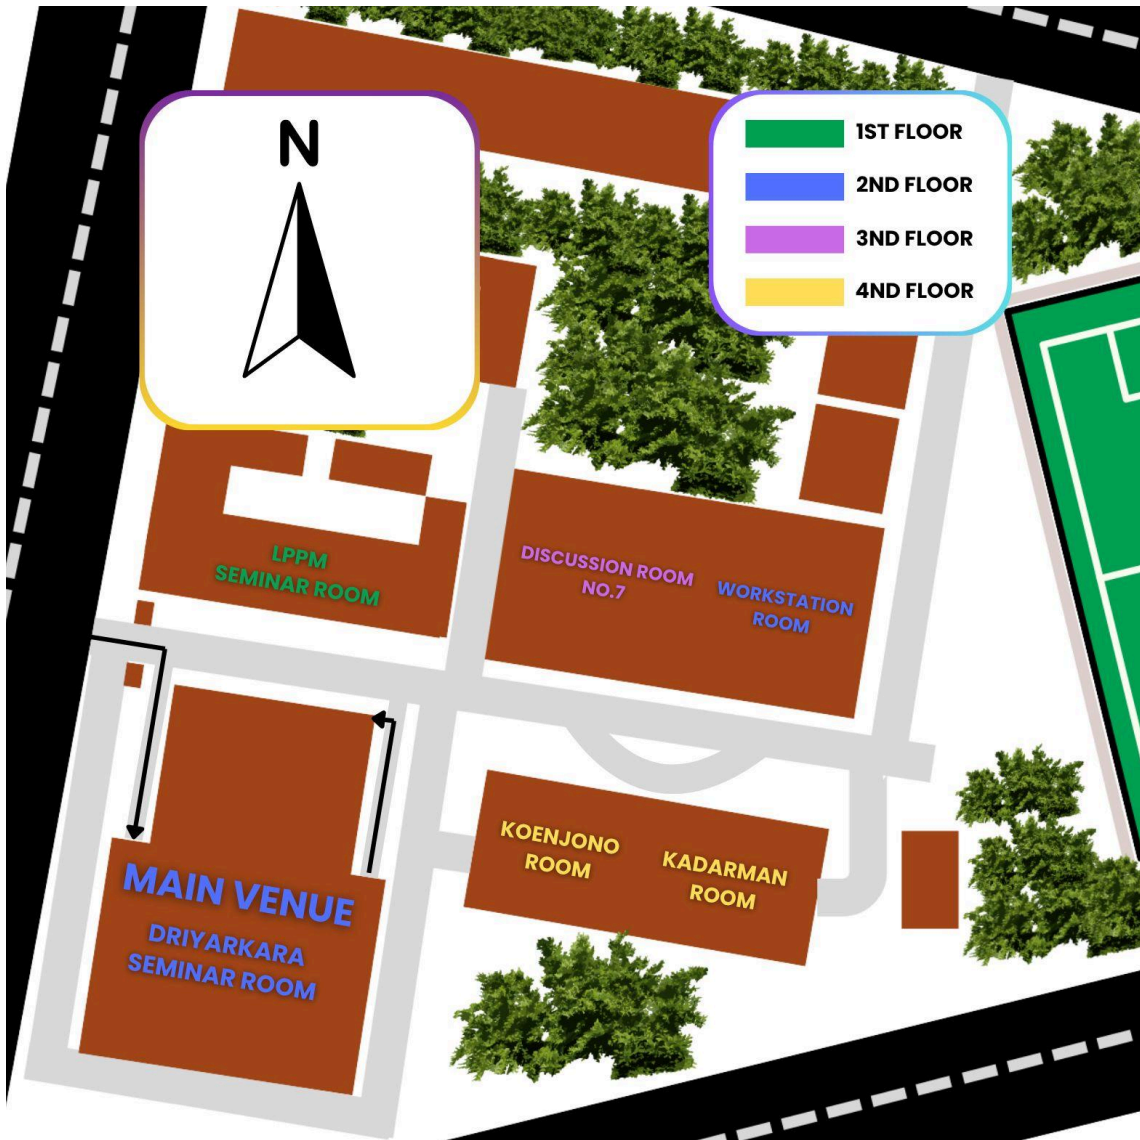 N
1ST FLOOR
2ND FLOOR
3ND FLOOR
4ND FLOOR
LPPM
SEMINAR ROOM
DISCUSSION ROOM
NO.7
WORKSTATION
ROOM
KOENJONO
ROOM
KADARMAN
ROOM
MAIN VENUE
DRIYARKARA
SEMINAR ROOM